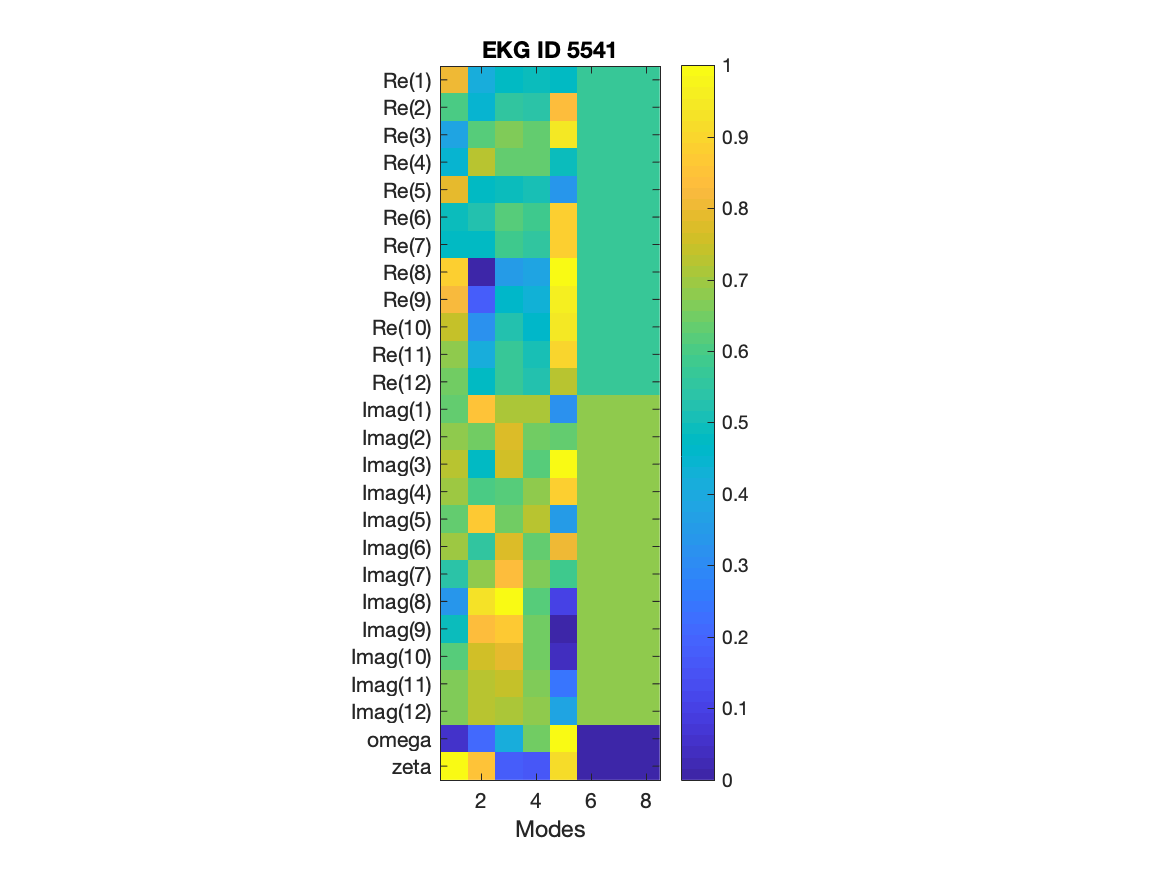 EKG ID 5541
Re(1)
Re(2)
Re(3)
Re(4)
Re(5)
Re(6)
Re(7)
Re(8)
Re(9)
Re(10)
Re(11)
Re(12)
Imag(1)
Imag(2)
Imag(3)
Imag(4)
Imag(5)
Imag(6)
Imag(7)
Imag(8)
Imag(9)
Imag(10)
Imag(11)
Imag(12)
omega
zeta
2 4 6 8
Modes
1
0.9
0.8
0.7
0.6
0.5
0.4
0.3
0.2
0.1
0